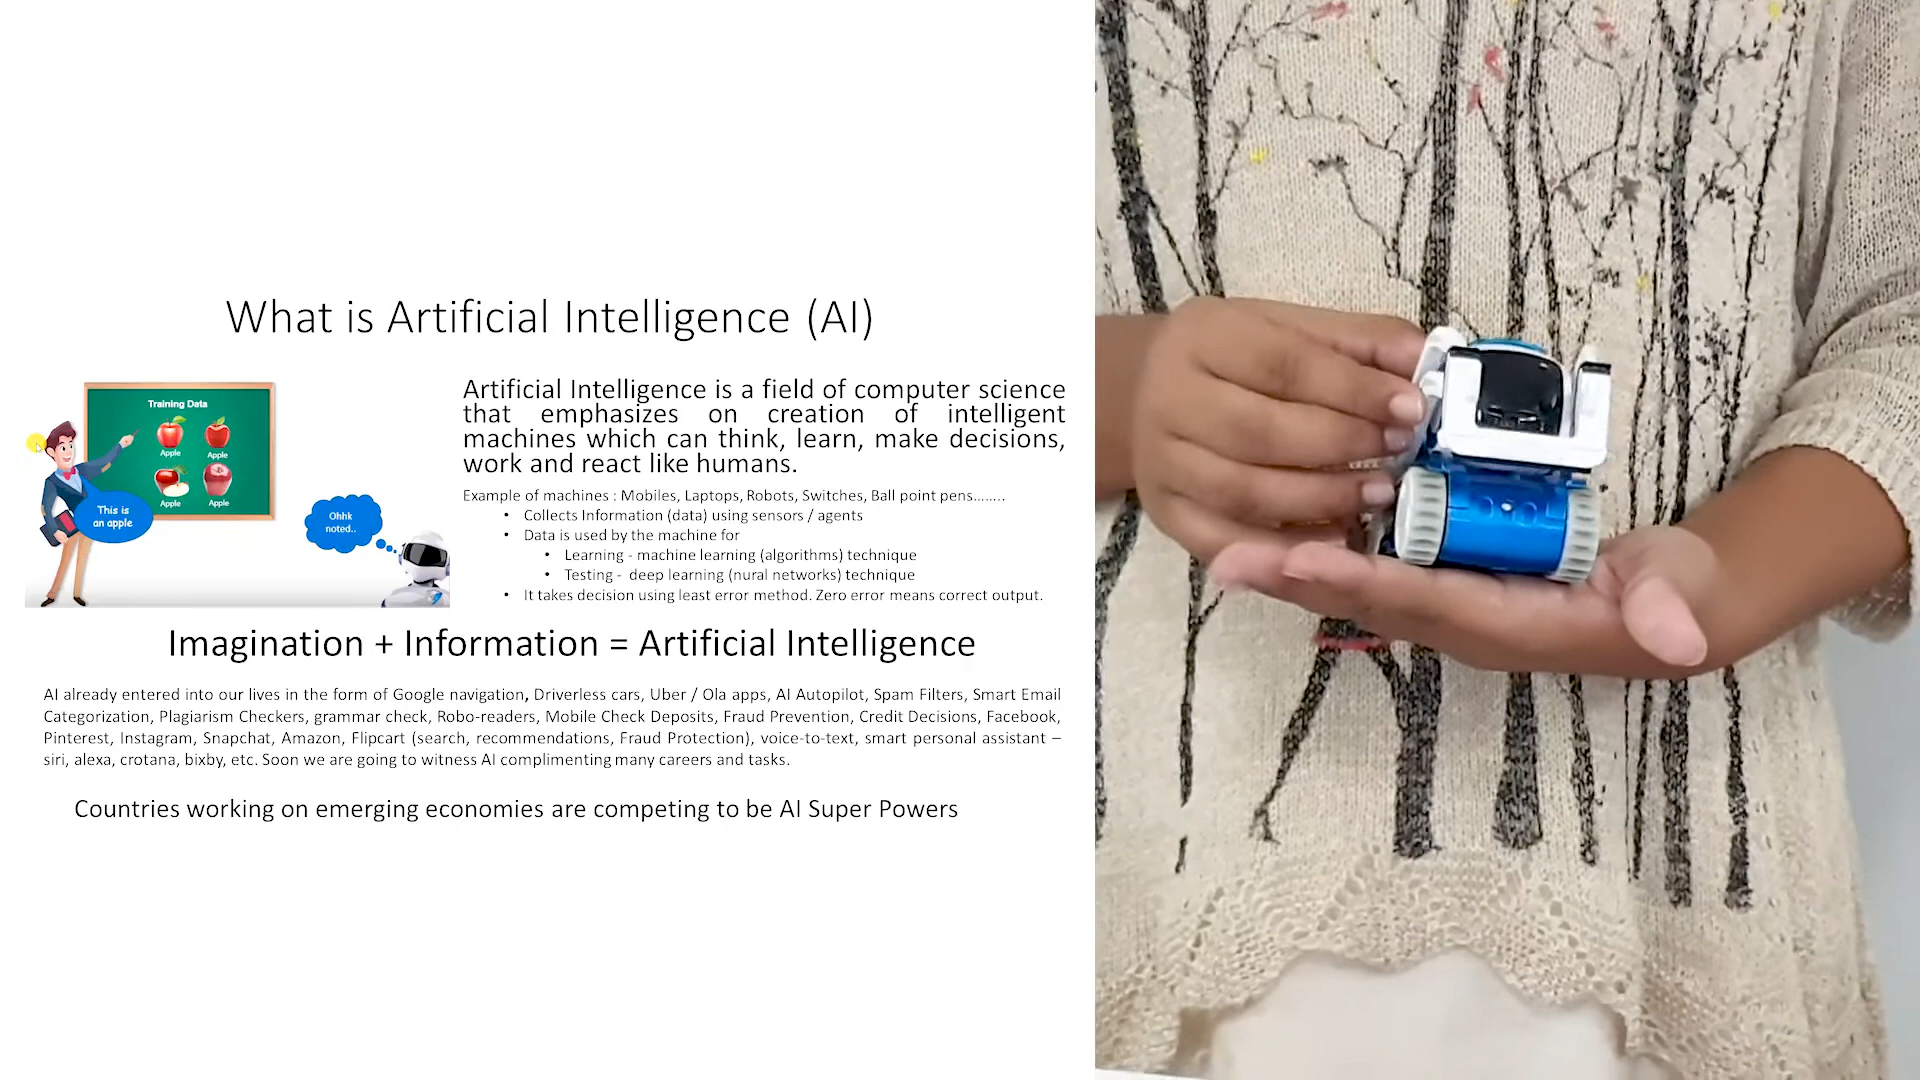 What is Artificial Intelligence (AI)
Training Data
Apple
Apple
Apple
Apple
This is
an apple
Ohhk
noted..
Artificial Intelligence is a field of computer science
that emphasizes on creation of intelligent
machines which can think, learn, make decisions,
work and react like humans.
Example of machines : Mobiles, Laptops, Robots, Switches, Ball point pens........
• Collects Information (data) using sensors / agents
• Data is used by the machine for
• Learning - machine learning (algorithms) technique
• Testing - deep learning (nural networks) technique
• It takes decision using least error method. Zero error means correct output.
Imagination + Information = Artificial Intelligence
AI already entered into our lives in the form of Google navigation, Driverless cars, Uber / Ola apps, AI Autopilot, Spam Filters, Smart Email
Categorization, Plagiarism Checkers, grammar check, Robo-readers, Mobile Check Deposits, Fraud Prevention, Credit Decisions, Facebook,
Pinterest, Instagram, Snapchat, Amazon, Flipcart (search, recommendations, Fraud Protection), voice-to-text, smart personal assistant –
siri, alexa, crotana, bixby, etc. Soon we are going to witness AI complimenting many careers and tasks.
Countries working on emerging economies are competing to be AI Super Powers